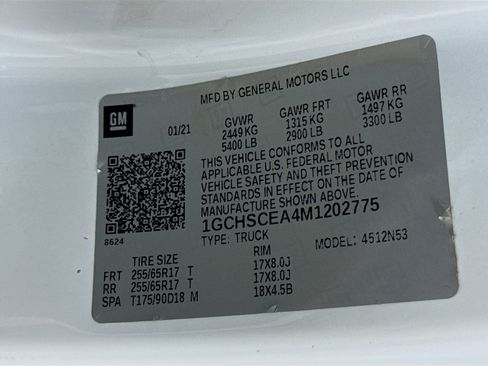 MFD BY GENERAL MOTORS LLC
GM
01/21
GVWR GAWR FRT GAWR RR
2449 KG 1315 KG 1497 KG
5400 LB 2900 LB 3300 LB
THIS VEHICLE CONFORMS TO ALL
APPLICABLE U.S. FEDERAL MOTOR
VEHICLE SAFETY AND THEFT PREVENTION
STANDARDS IN EFFECT ON THE DATE OF
MANUFACTURE SHOWN ABOVE.
1GCHSCEA4M1202775
TYPE: TRUCK MODEL: 4512N53
8624
TIRE SIZE RIM
FRT 255/65R17 T 17X8.0J
RR 255/65R17 T 17X8.0J
SPA T175/90D18 M 18X4.5B